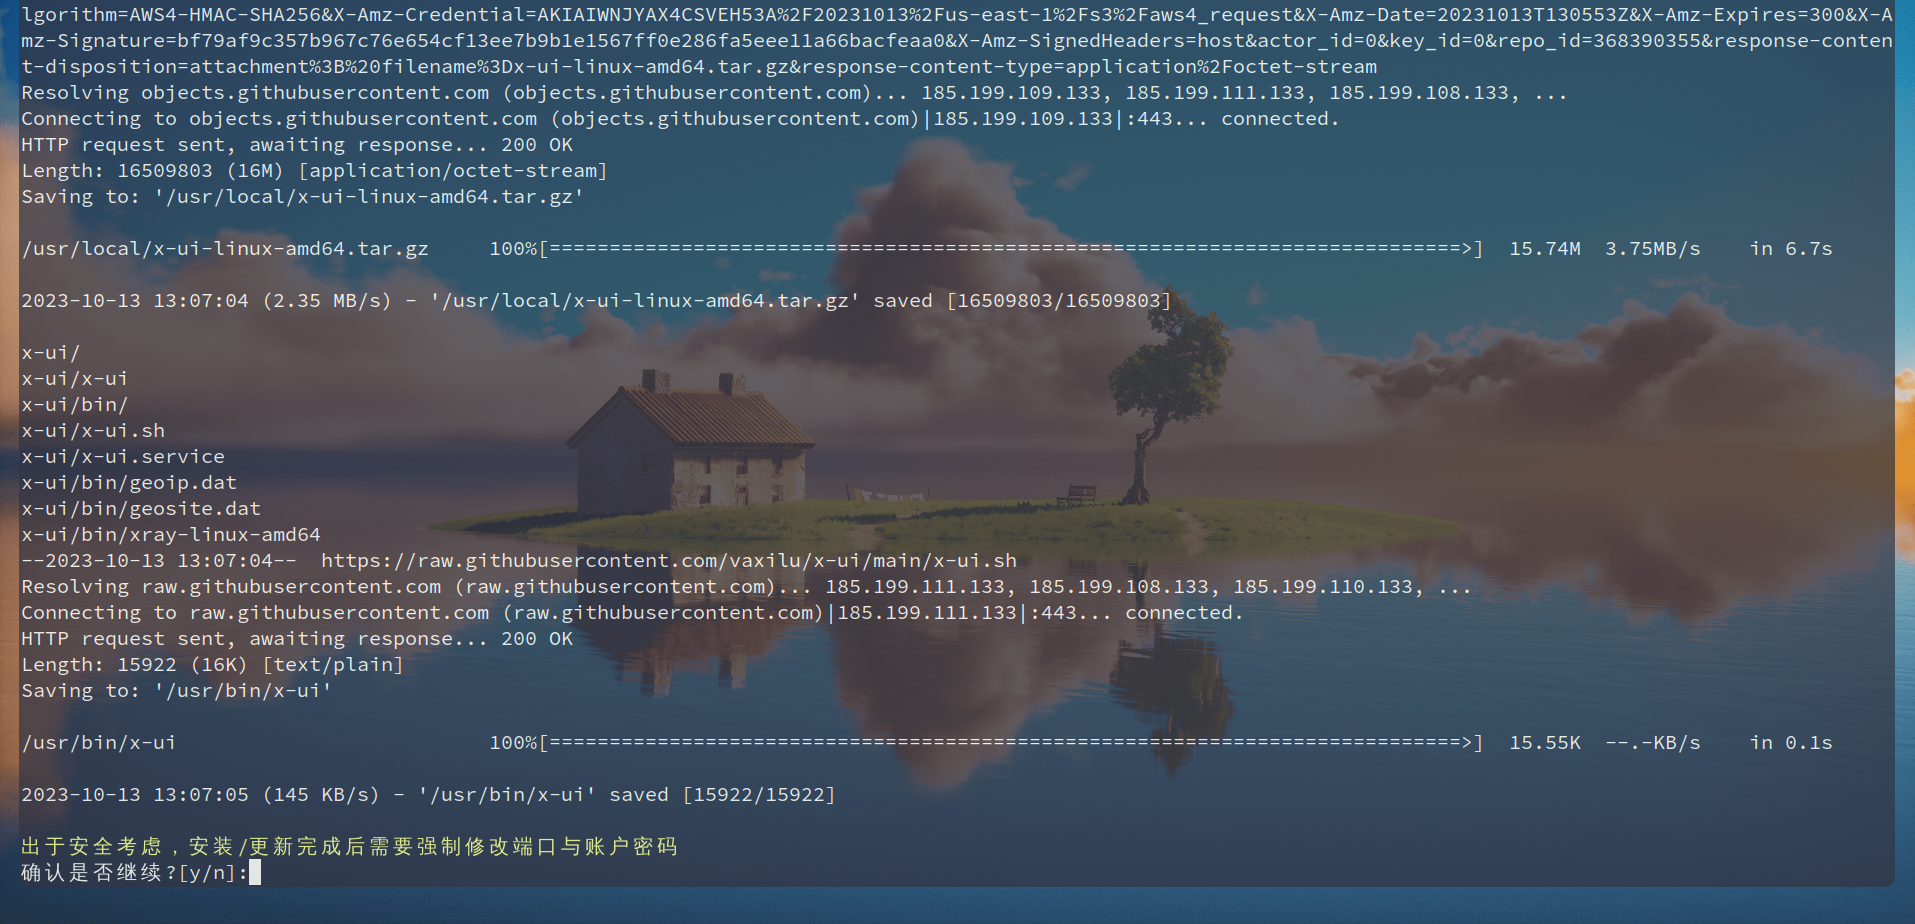 lgorithm=AWS4-HMAC-SHA256&X-Amz-Credential=AKIAIWNJYAX4CSVEH53A%2F20231013%2Fus-east-1%2Fs3%2Faws4_request&X-Amz-Date=20231013T130553Z&X-Amz-Expires=300&X-A
mz-Signature=bf79af9c357b967c76e654cf13ee7b9b1e1567ff0e286fa5eee11a66bacfeaa0&X-Amz-SignedHeaders=host&actor_id=0&key_id=0&repo_id=368390355&response-conten
t-disposition=attachment%3B%20filename%3Dx-ui-linux-amd64.tar.gz&response-content-type=application%2Foctet-stream
Resolving objects.githubusercontent.com (objects.githubusercontent.com)... 185.199.109.133, 185.199.111.133, 185.199.108.133, ...
Connecting to objects.githubusercontent.com (objects.githubusercontent.com)|185.199.109.133|:443... connected.
HTTP request sent, awaiting response... 200 OK
Length: 16509803 (16M) [application/octet-stream]
Saving to: '/usr/local/x-ui-linux-amd64.tar.gz'
/usr/local/x-ui-linux-amd64.tar.gz     100%[============================================================================>]  15.74M  3.75MB/s    in 6.7s
2023-10-13 13:07:04 (2.35 MB/s) - '/usr/local/x-ui-linux-amd64.tar.gz' saved [16509803/16509803]
x-ui/
x-ui/x-ui
x-ui/bin/
x-ui/x-ui.sh
x-ui/x-ui.service
x-ui/bin/geoip.dat
x-ui/bin/geosite.dat
x-ui/bin/xray-linux-amd64
--2023-10-13 13:07:04--  https://raw.githubusercontent.com/vaxilu/x-ui/main/x-ui.sh
Resolving raw.githubusercontent.com (raw.githubusercontent.com)... 185.199.111.133, 185.199.108.133, 185.199.110.133, ...
Connecting to raw.githubusercontent.com (raw.githubusercontent.com)|185.199.111.133|:443... connected.
HTTP request sent, awaiting response... 200 OK
Length: 15922 (16K) [text/plain]
Saving to: '/usr/bin/x-ui'
/usr/bin/x-ui                          100%[============================================================================>]  15.55K  --.-KB/s    in 0.1s
2023-10-13 13:07:05 (145 KB/s) - '/usr/bin/x-ui' saved [15922/15922]
出于安全考虑，安装/更新完成后需要强制修改端口与账户密码
确认是否继续?[y/n]: